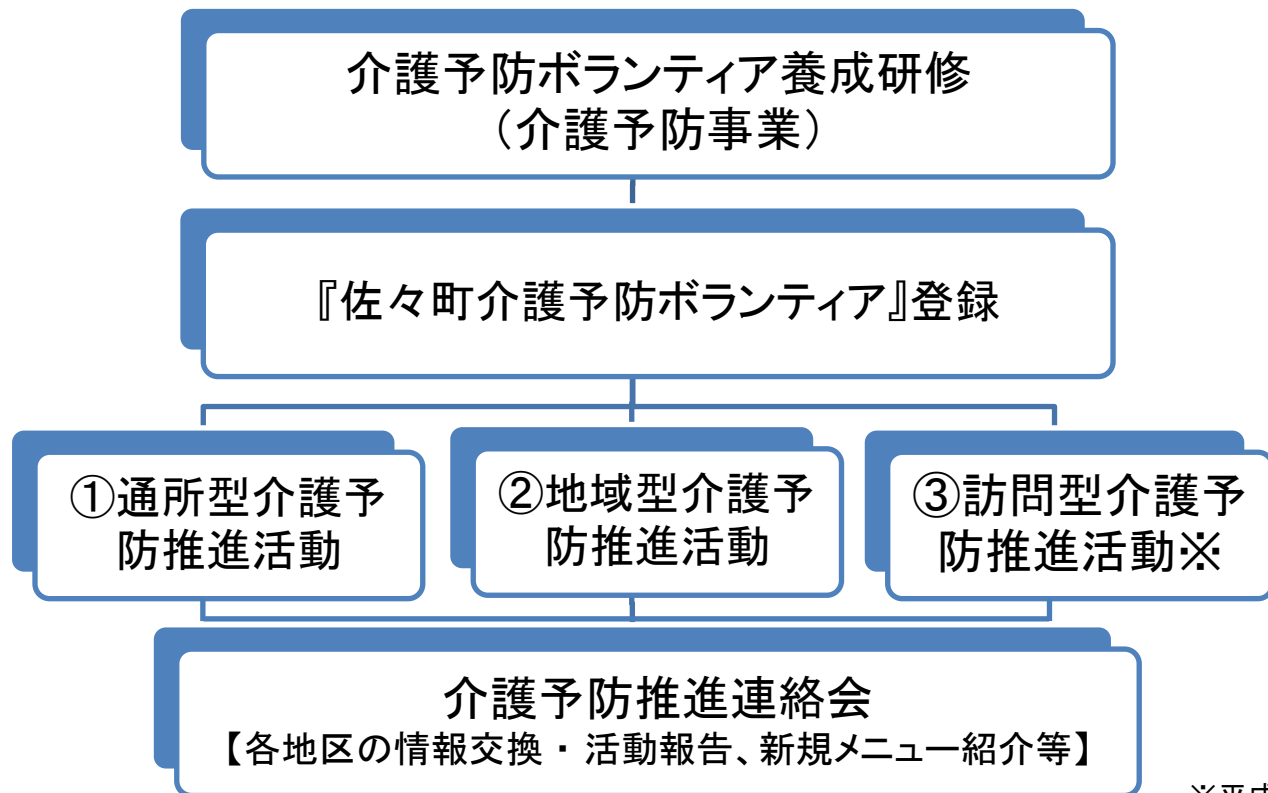 介護予防ボランティア養成研修
（介護予防事業）
『佐々町介護予防ボランティア』登録
①通所型介護予
防推進活動
②地域型介護予
防推進活動
③訪問型介護予
防推進活動※
介護予防推進連絡会
【各地区の情報交換・活動報告、新規メニュー紹介等】
※平成